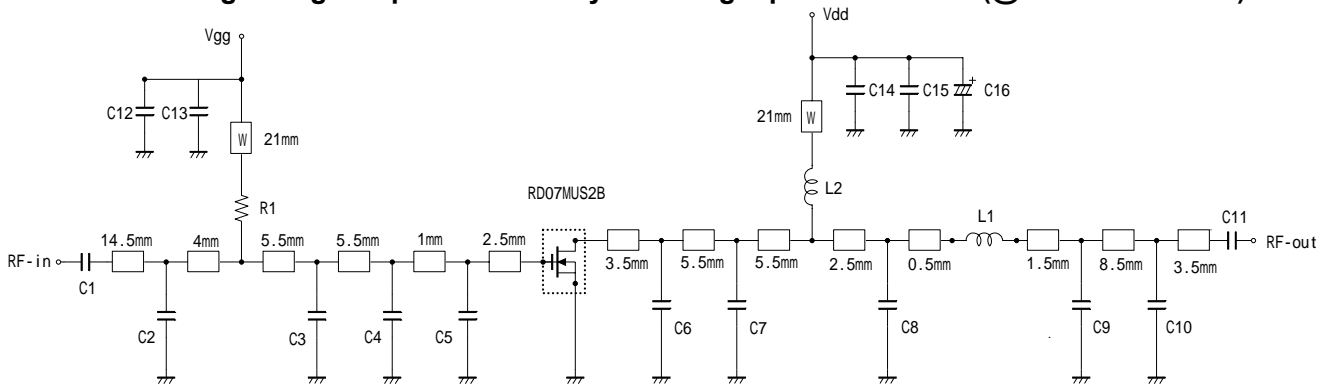 Vgg
Vdd
C12
C13
C14
C15
+
C16
W
21mm
21mm
W
RD07MUS2B
L2
R1
L1
C11
14.5mm
4mm
5.5mm
5.5mm
1mm
2.5mm
RF-in
RF-out
3.5mm
5.5mm
5.5mm
2.5mm
0.5mm
1.5mm
8.5mm
3.5mm
C1
C2
C3
C4
C5
C6
C7
C8
C9
C10